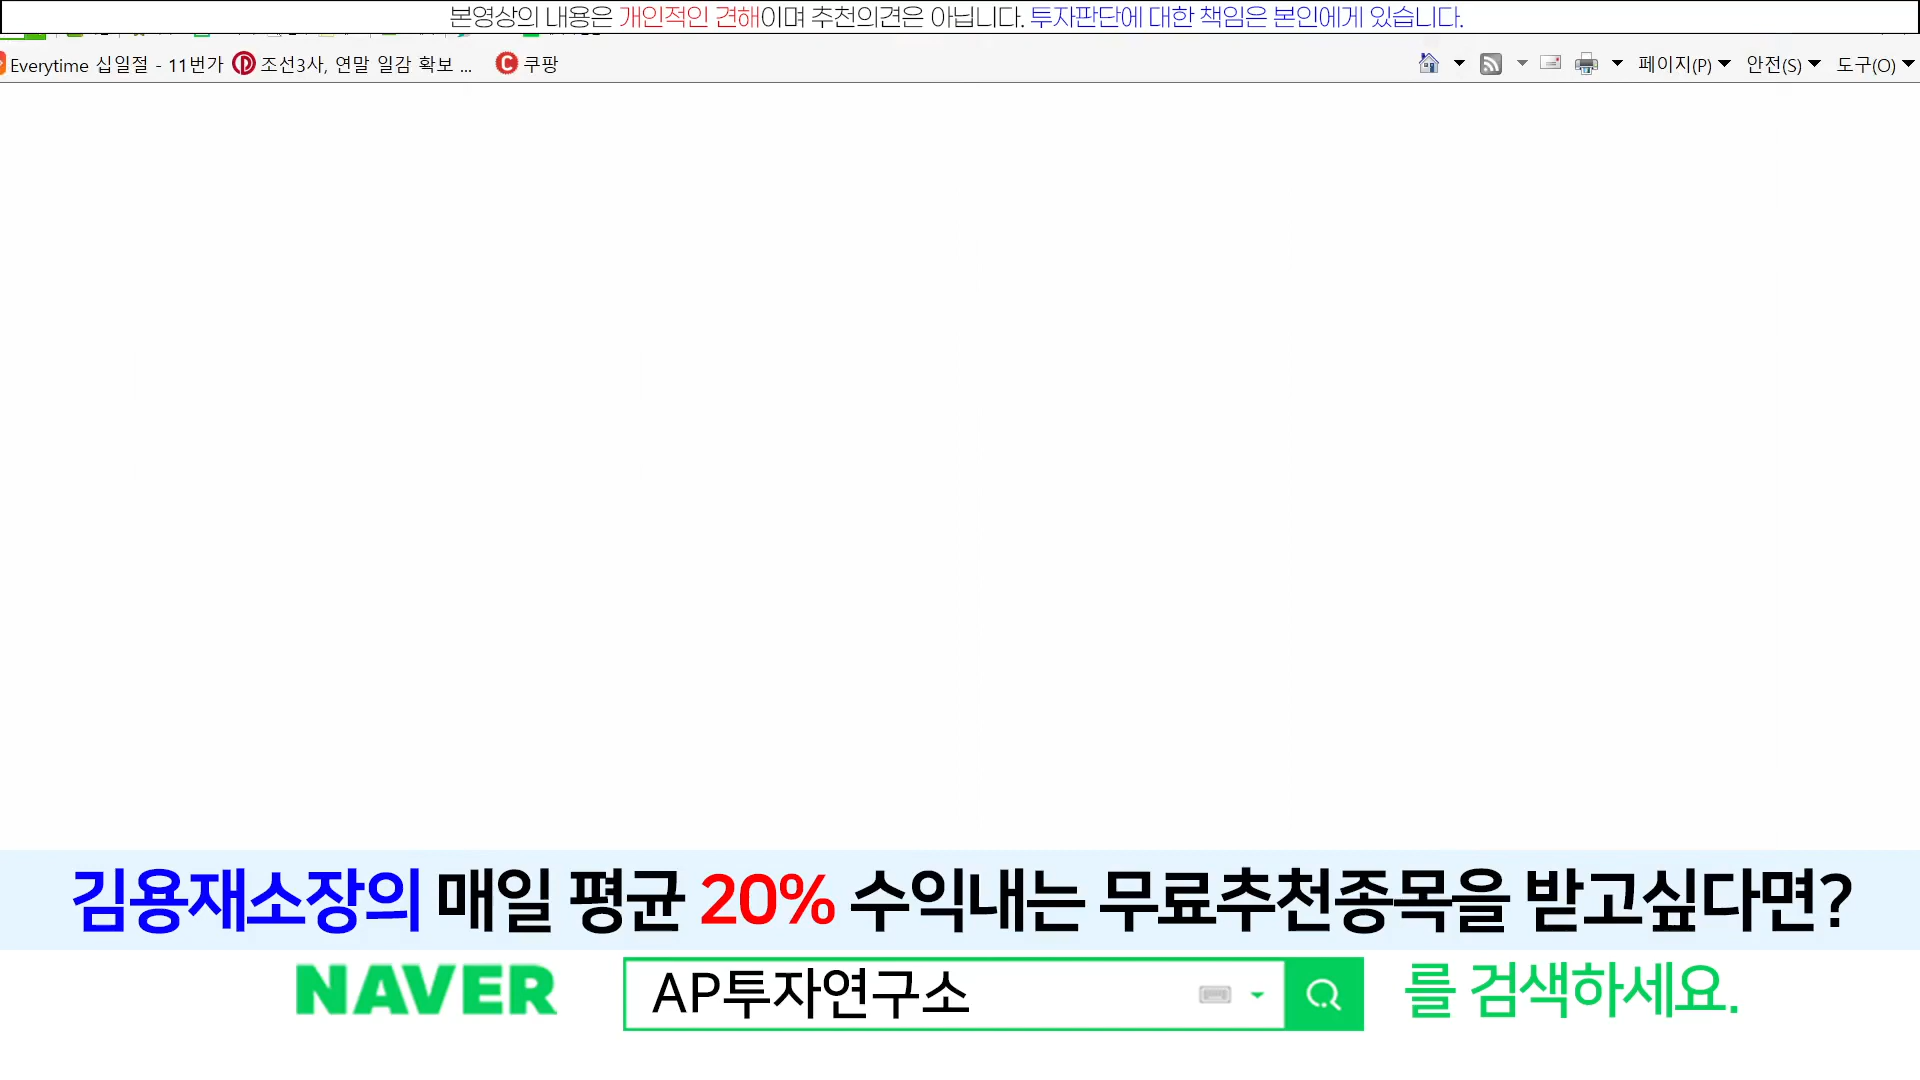 본영상의 내용은 개인적인 견해이며 추천의견은 아닙니다. 투자판단에 대한 책임은 본인에게 있습니다.
Everytime 십일절 - 11번가 조선3사, 연말 일감 확보 ... 쿠팡 페이지(P) 안전(S) 도구(O)
김용재소장의 매일 평균 20% 수익내는 무료추천종목을 받고싶다면?
NAVER AP투자연구소 를 검색하세요.